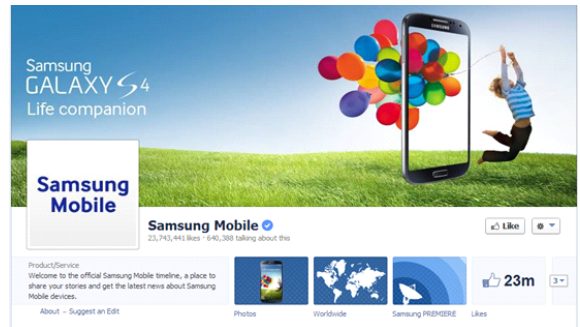 Samsung
GALAXY S4
Life companion
Samsung
Mobile
Samsung Mobile
23,743,441 likes · 640,388 talking about this
Like
Product/Service
Welcome to the official Samsung Mobile timeline, a place to
share your stories and get the latest news about Samsung
Mobile devices.
About – Suggest an Edit
Photos
Worldwide
Samsung PREMIERE
23m
Likes
3